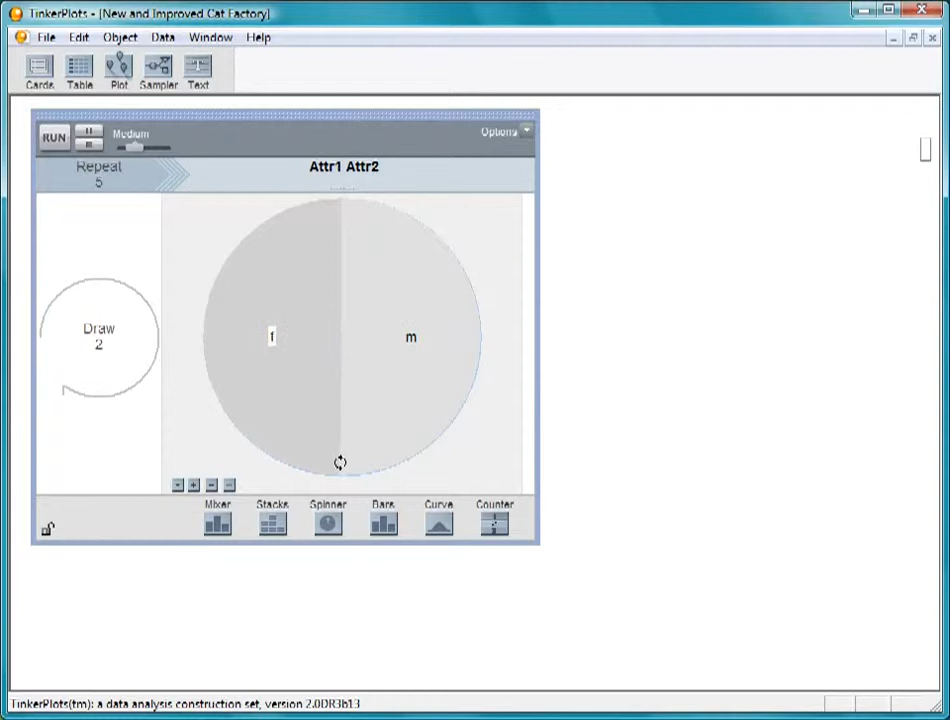 TinkerPlots - [New and Improved Cat Factory]
File Edit Object Data Window Help
Cards Table Plot Sampler Text
RUN Medium Options
Repeat
5
Attr1 Attr2
Draw
2
f m
Mixer Stacks Spinner Bars Curve Counter
TinkerPlots(tm): a data analysis construction set, version 2.0DR3b13